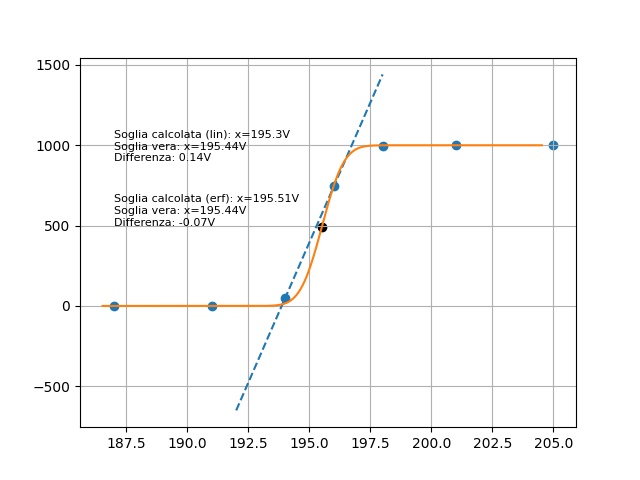 1500
1000
500
0
−500
Soglia calcolata (lin): x=195.3V
Soglia vera: x=195.44V
Differenza: 0.14V
Soglia calcolata (erf): x=195.51V
Soglia vera: x=195.44V
Differenza: -0.07V
187.5 190.0 192.5 195.0 197.5 200.0 202.5 205.0